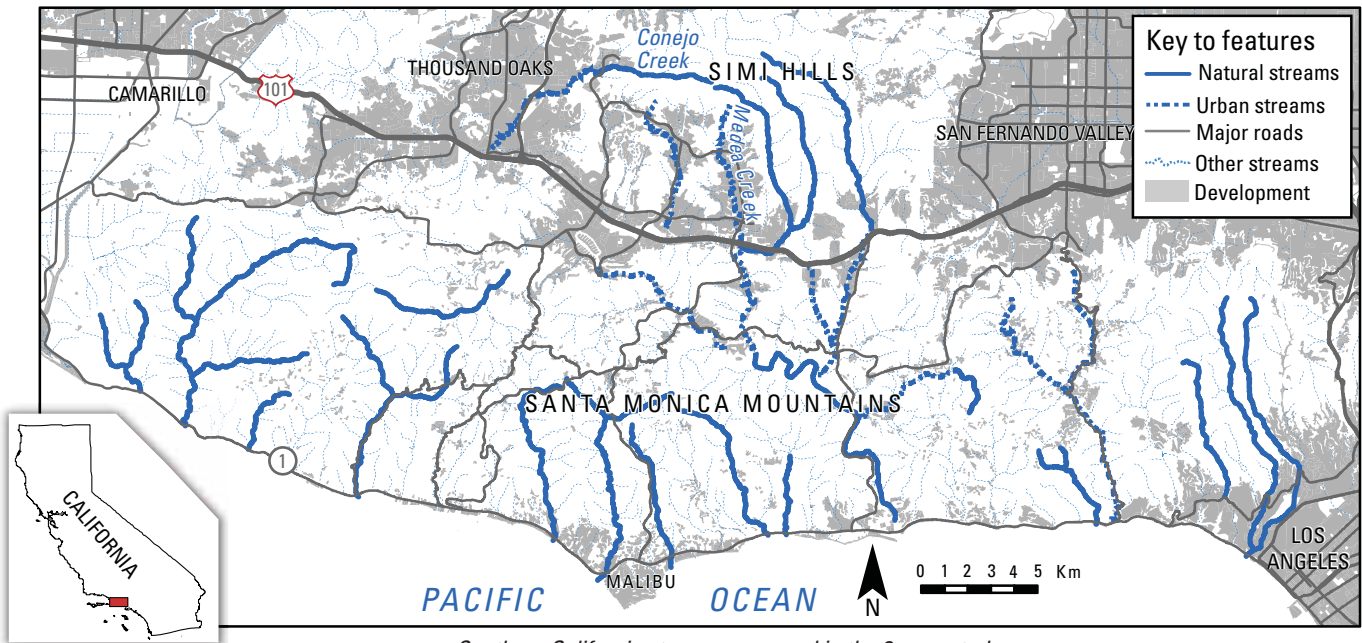 Conejo
Creek
SIMI HILLS
THOUSAND OAKS
CAMARILLO
101
Medea Creek
SAN FERNANDO VALLEY
Key to features
Natural streams
Urban streams
Major roads
Other streams
Development
SANTA MONICA MOUNTAINS
1
CALIFORNIA
MALIBU
LOS
ANGELES
PACIFIC OCEAN
N
0 1 2 3 4 5 Km